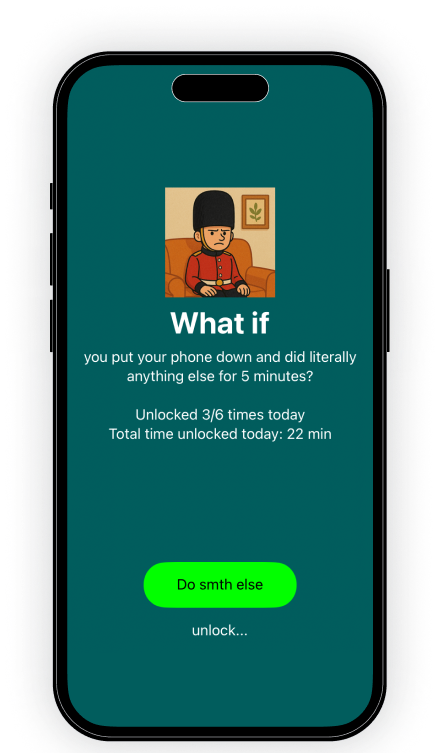 What if
you put your phone down and did literally
anything else for 5 minutes?
Unlocked 3/6 times today
Total time unlocked today: 22 min
Do smth else
unlock...